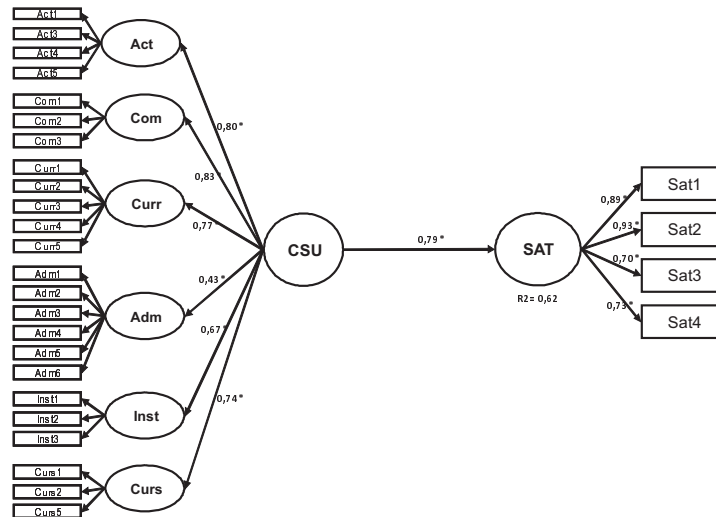 Act1
Act3
Act4
Act5
Act
Com1
Com2
Com3
Com
Curr1
Curr2
Curr3
Curr4
Curr5
Curr
Adm1
Adm2
Adm3
Adm4
Adm5
Adm6
Adm
Inst1
Inst2
Inst3
Inst
Curs1
Curs2
Curs5
Curs
0,80*
0,83*
0,77
0,43*
0,67*
0,74*
CSU
0,79*
SAT
R2= 0,62
0,89*
0,93*
0,70*
0,73*
Sat1
Sat2
Sat3
Sat4